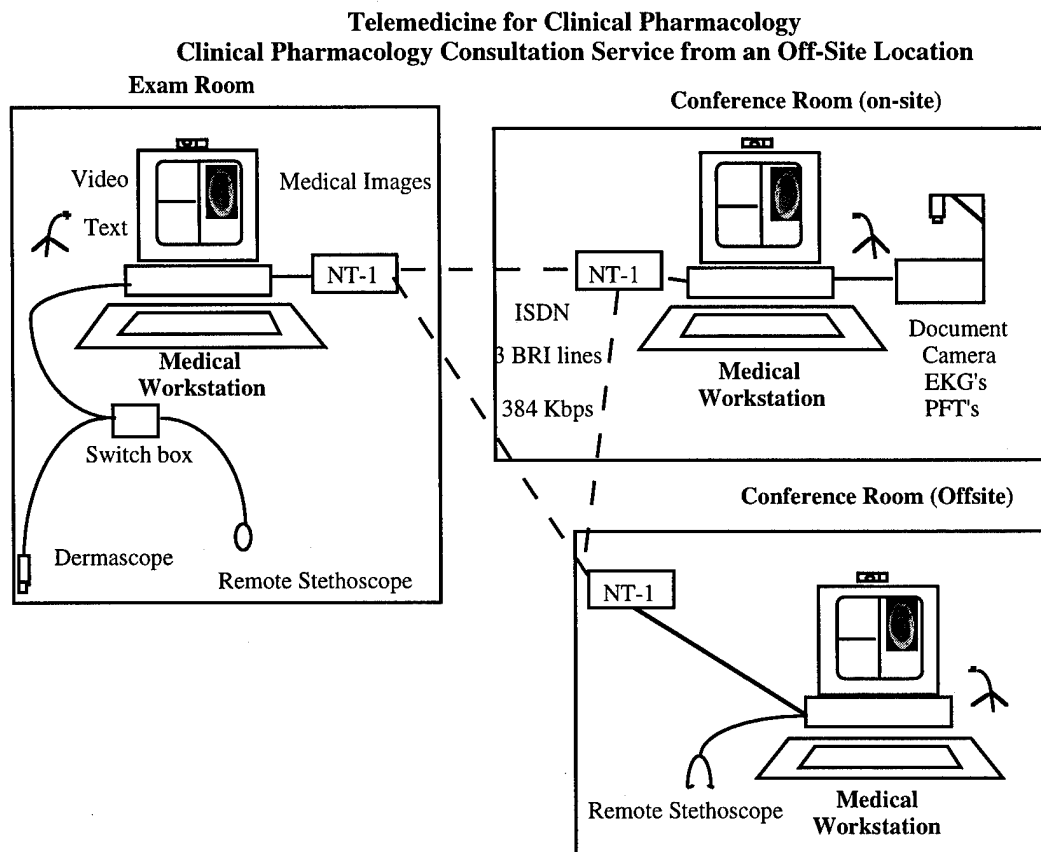 Telemedicine for Clinical Pharmacology
Clinical Pharmacology Consultation Service from an Off-Site Location
Exam Room
Video
Text
Medical Images
NT-1
Medical
Workstation
Switch box
Dermascope
Remote Stethoscope
Conference Room (on-site)
NT-1
ISDN
3 BRI lines
384 Kbps
Medical
Workstation
Document
Camera
EKG's
PFT's
Conference Room (Offsite)
NT-1
Remote Stethoscope
Medical
Workstation